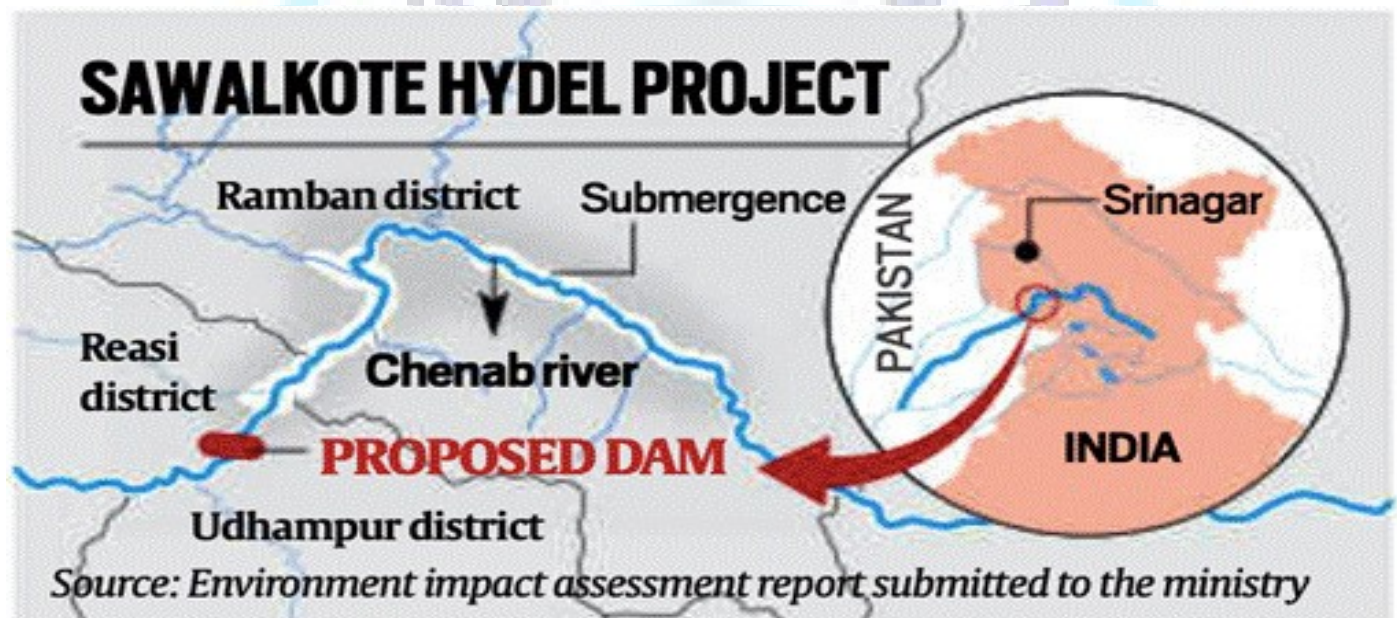 SAWALKOTE HYDEL PROJECT
Ramban district
Submergence
Srinagar
PAKISTAN
Reasi
district
Chenab river
PROPOSED DAM
INDIA
Udhampur district
Source: Environment impact assessment report submitted to the ministry